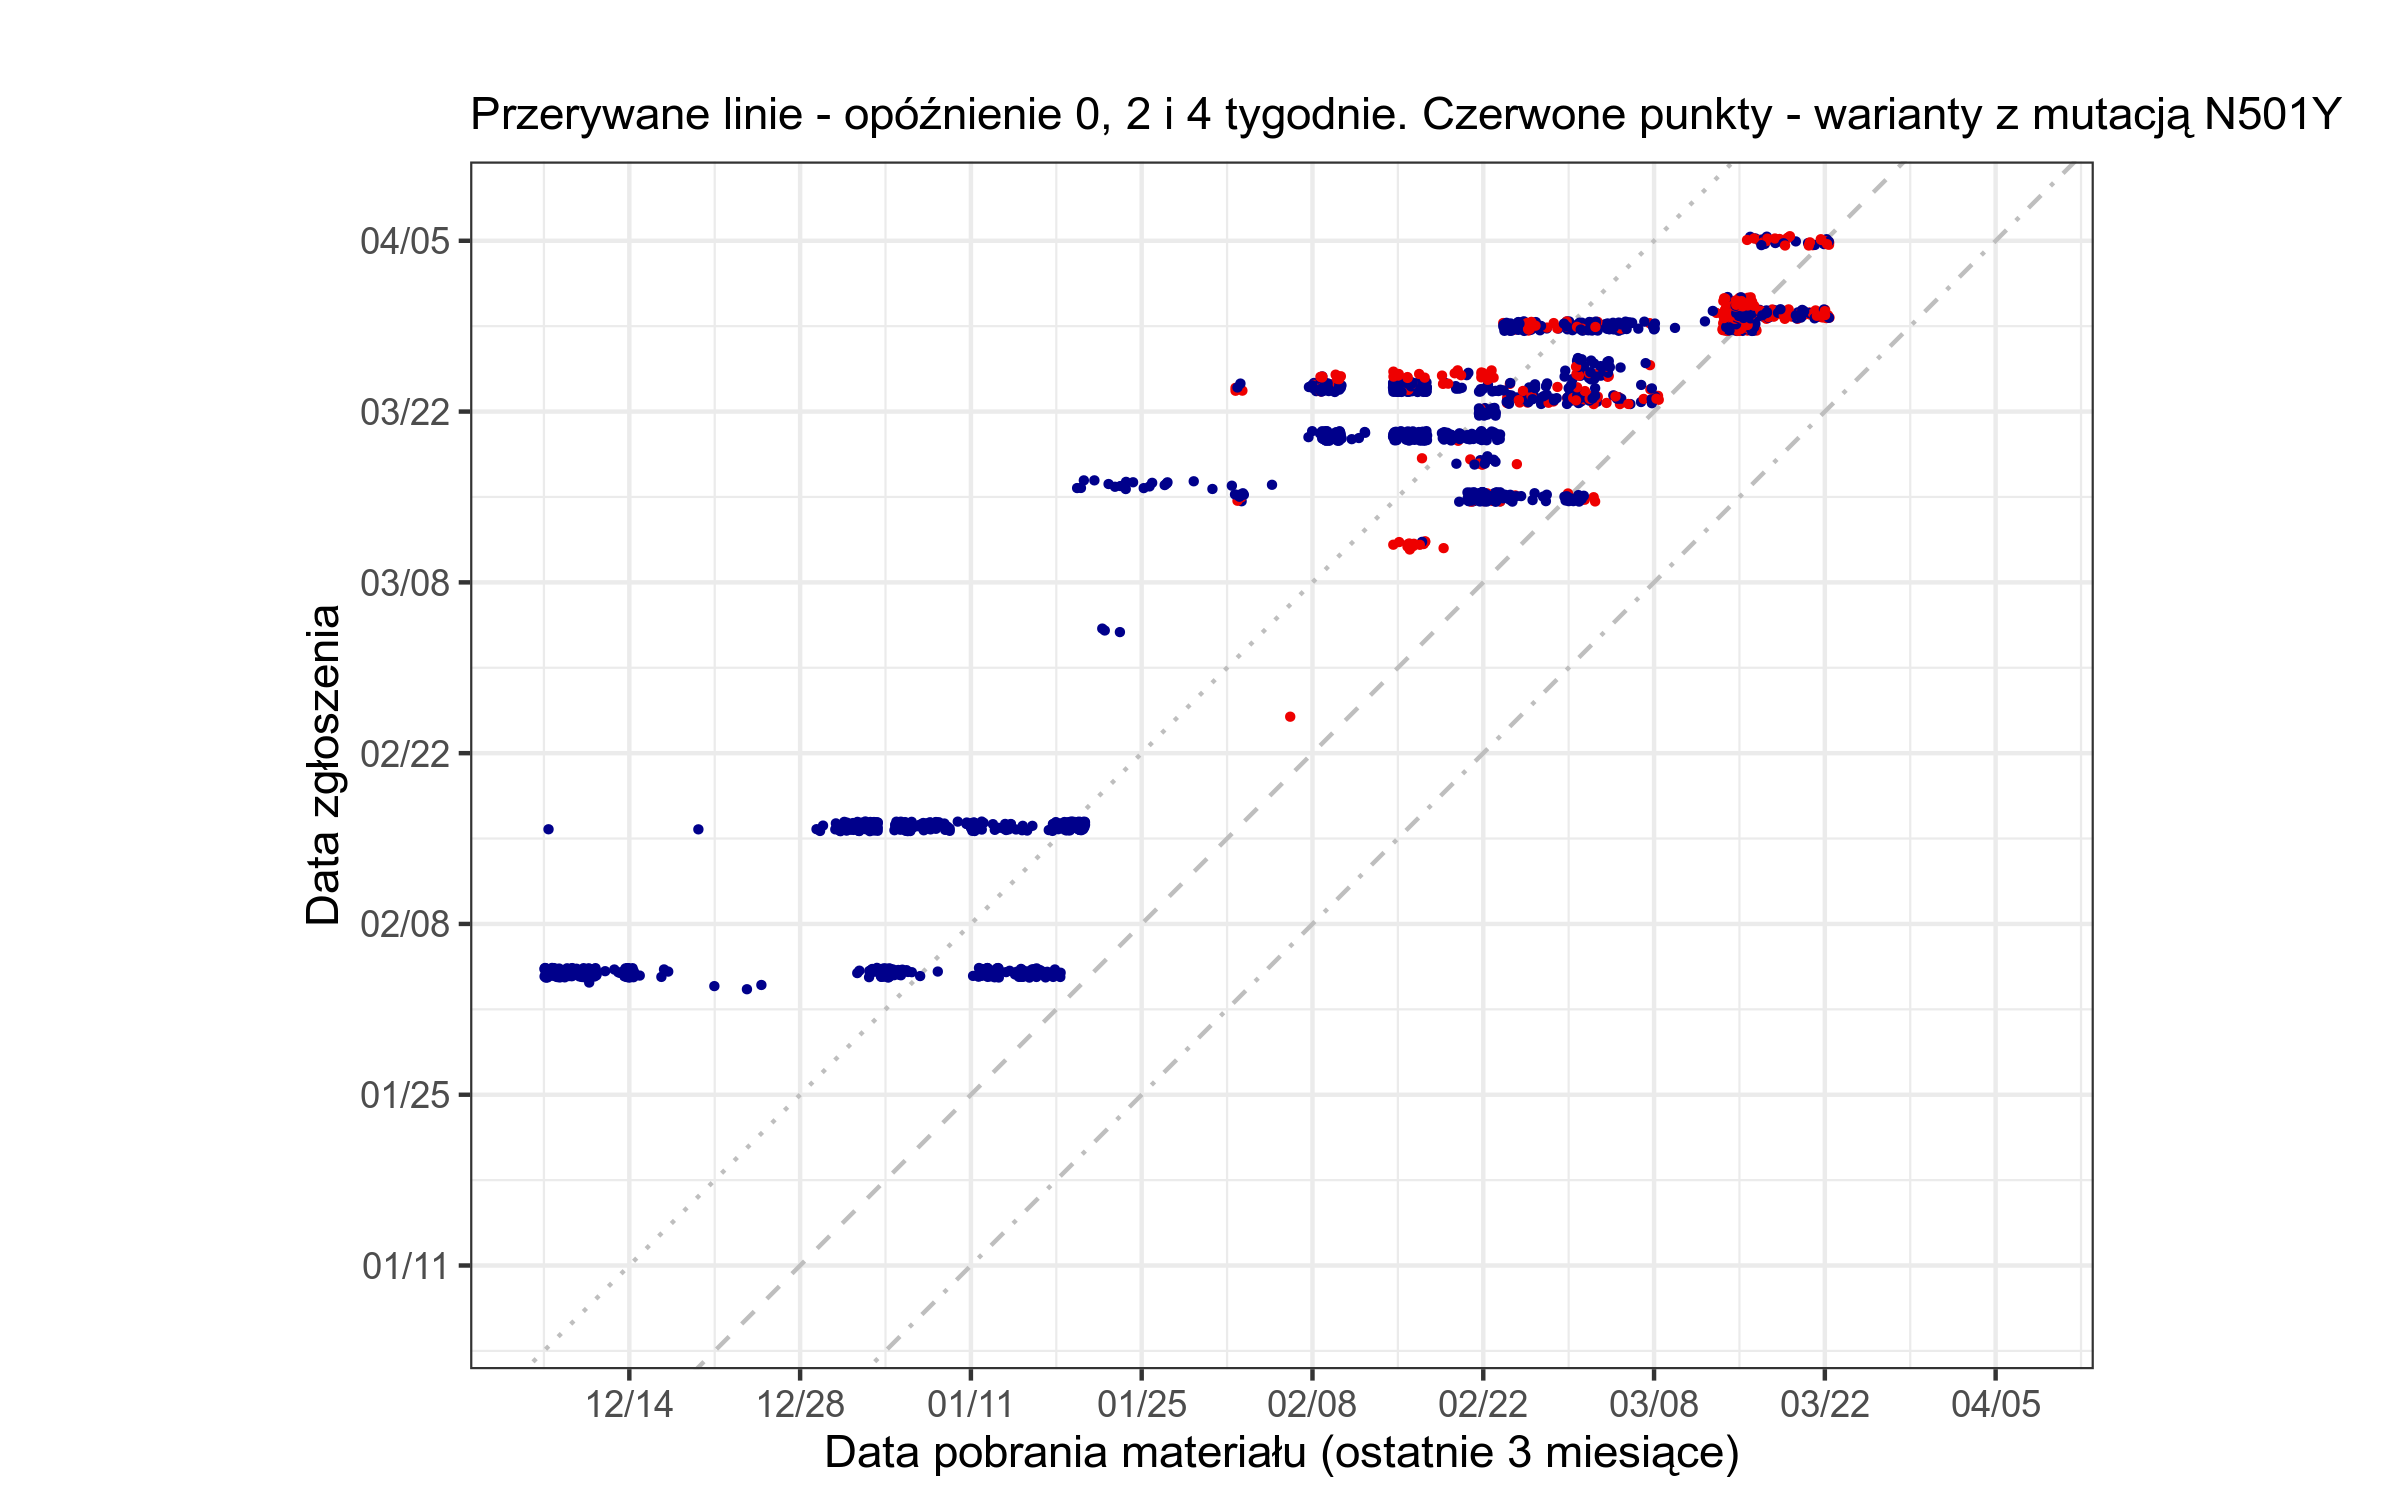 Przerywane linie - opóźnienie 0, 2 i 4 tygodnie. Czerwone punkty - warianty z mutacją N501Y
Data zgłoszenia
04/05
03/22
03/08
02/22
02/08
01/25
01/11
12/14 12/28 01/11 01/25 02/08 02/22 03/08 03/22 04/05
Data pobrania materiału (ostatnie 3 miesiące)